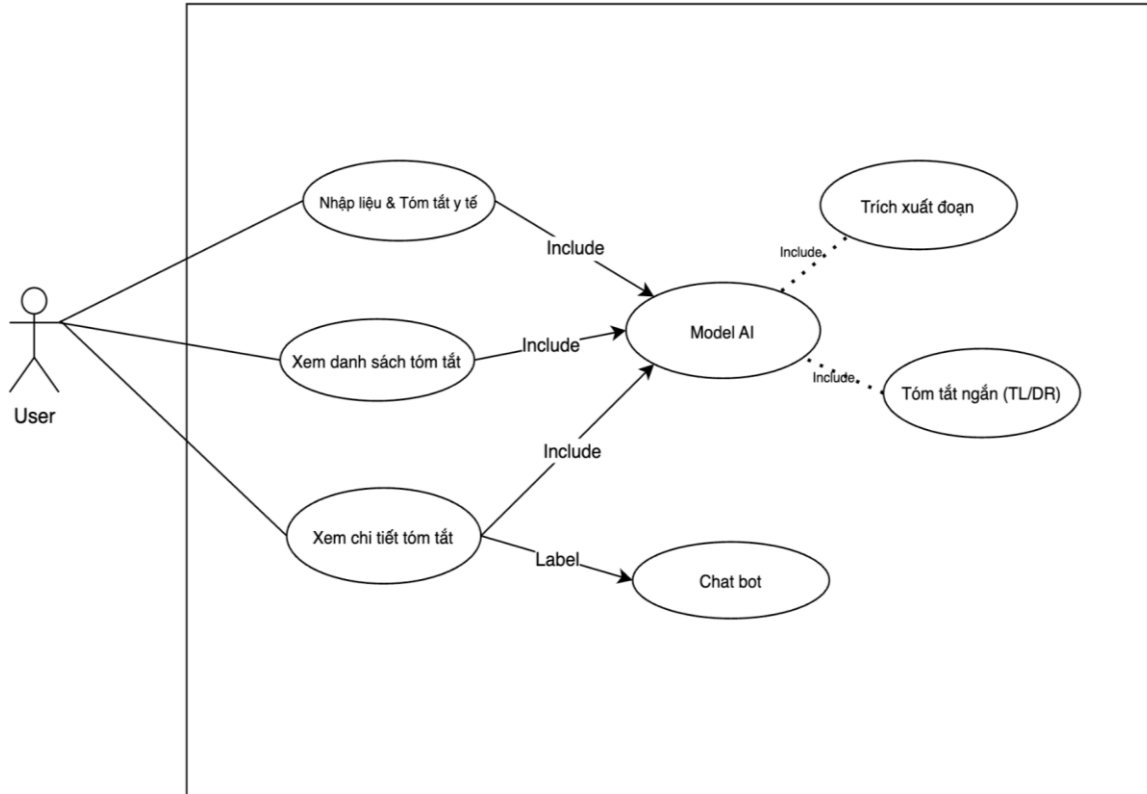 Nhập liệu & Tóm tắt y tế
Trích xuất đoạn
Include
Include
Model AI
Xem danh sách tóm tắt
Include
Include
Tóm tắt ngắn (TL/DR)
User
Include
Xem chi tiết tóm tắt
Label
Chat bot